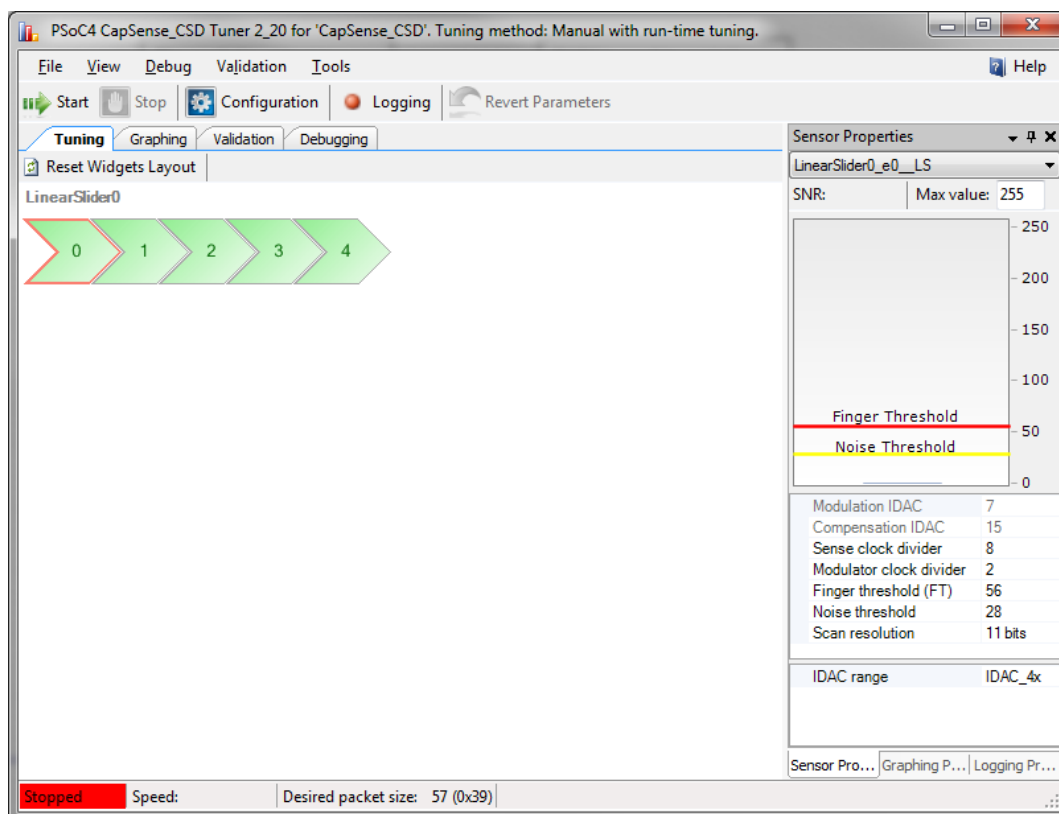 PSoC4 CapSense_CSD Tuner 2_20 for 'CapSense_CSD'. Tuning method: Manual with run-time tuning.
File View Debug Validation Tools Help
Start Stop Configuration Logging Revert Parameters
Tuning Graphing Validation Debugging
Reset Widgets Layout
LinearSlider0
0 1 2 3 4
Sensor Properties
LinearSlider0_e0__LS
SNR: Max value: 255
250
200
150
100
Finger Threshold
50
Noise Threshold
0
Modulation IDAC 7
Compensation IDAC 15
Sense clock divider 8
Modulator clock divider 2
Finger threshold (FT) 56
Noise threshold 28
Scan resolution 11 bits
IDAC range IDAC_4x
Sensor Pro... Graphing P... Logging Pr...
Stopped Speed: Desired packet size: 57 (0x39)